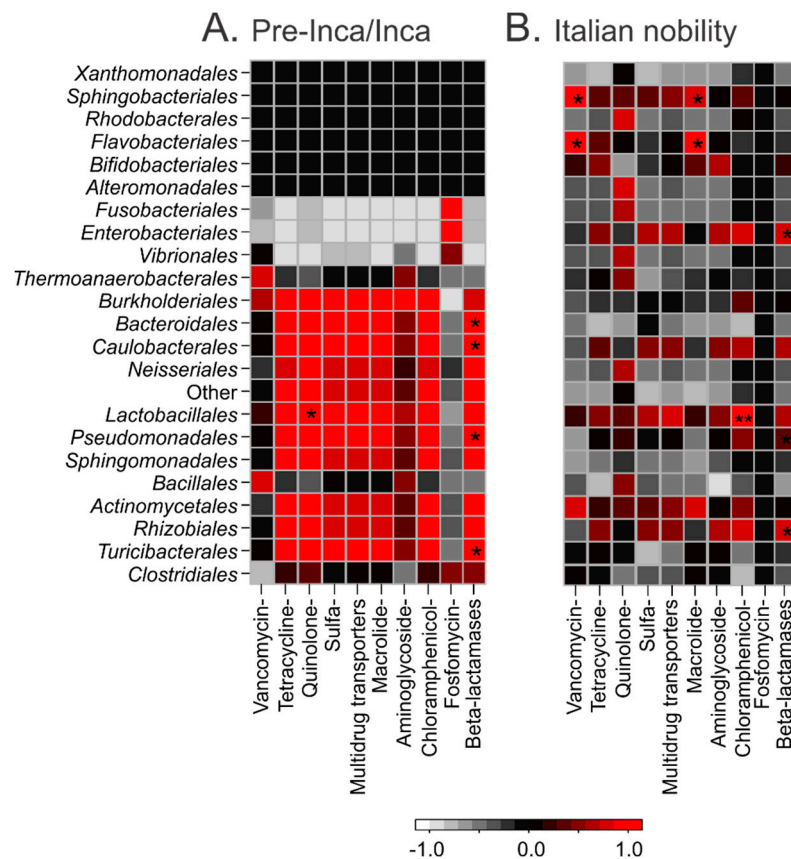 A. Pre-Inca/Inca
B. Italian nobility
Xanthomonadales
Sphingobacteriales
Rhodobacterales
Flavobacteriales
Bifidobacteriales
Alteromonadales
Fusobacteriales
Enterobacteriales
Vibrionales
Thermoanaerobacterales
Burkholderiales
Bacteroidales
Caulobacterales
Neisseriales
Other
Lactobacillales
Pseudomonadales
Sphingomonadales
Bacillales
Actinomycetales
Rhizobiales
Turicibacterales
Clostridiales
*
*
*
*
*
*
*
*
*
*
**
*
*
Vancomycin-
Tetracycline-
Quinolone-
Sulfa-
Multidrug transporters
Macrolide-
Aminoglycoside-
Chloramphenicol-
Fosfomycin-
Beta-lactamases
Vancomycin-
Tetracycline-
Quinolone-
Sulfa-
Multidrug transporters
Macrolide-
Aminoglycoside-
Chloramphenicol-
Fosfomycin-
Beta-lactamases
-1.0 0.0 1.0